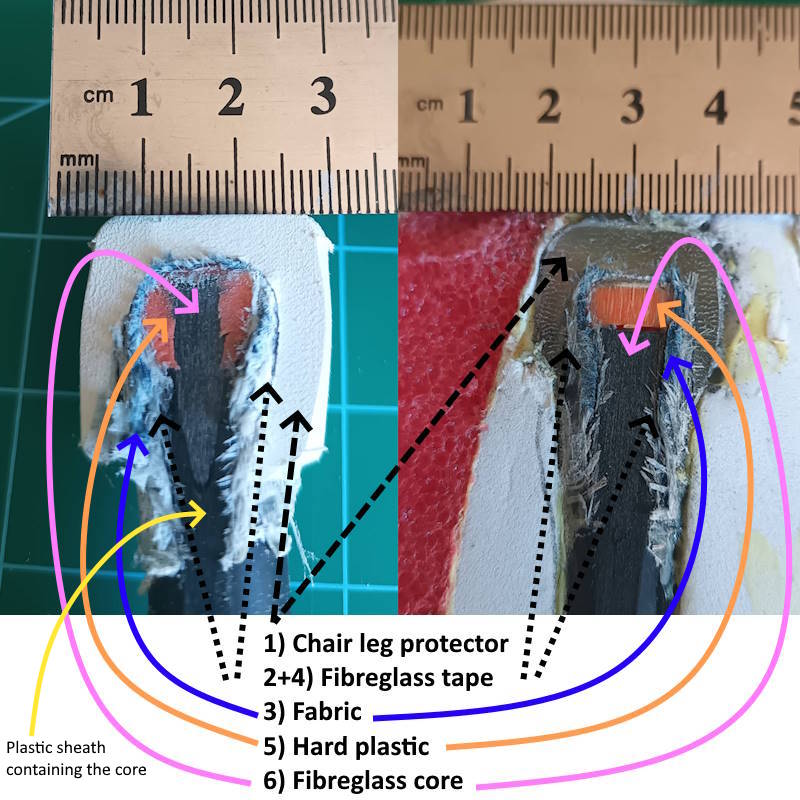 cm 1 2 3
mm
cm 1 2 3 4 5
mm
1) Chair leg protector
2+4) Fibreglass tape
3) Fabric
5) Hard plastic
6) Fibreglass core
Plastic sheath
containing the core